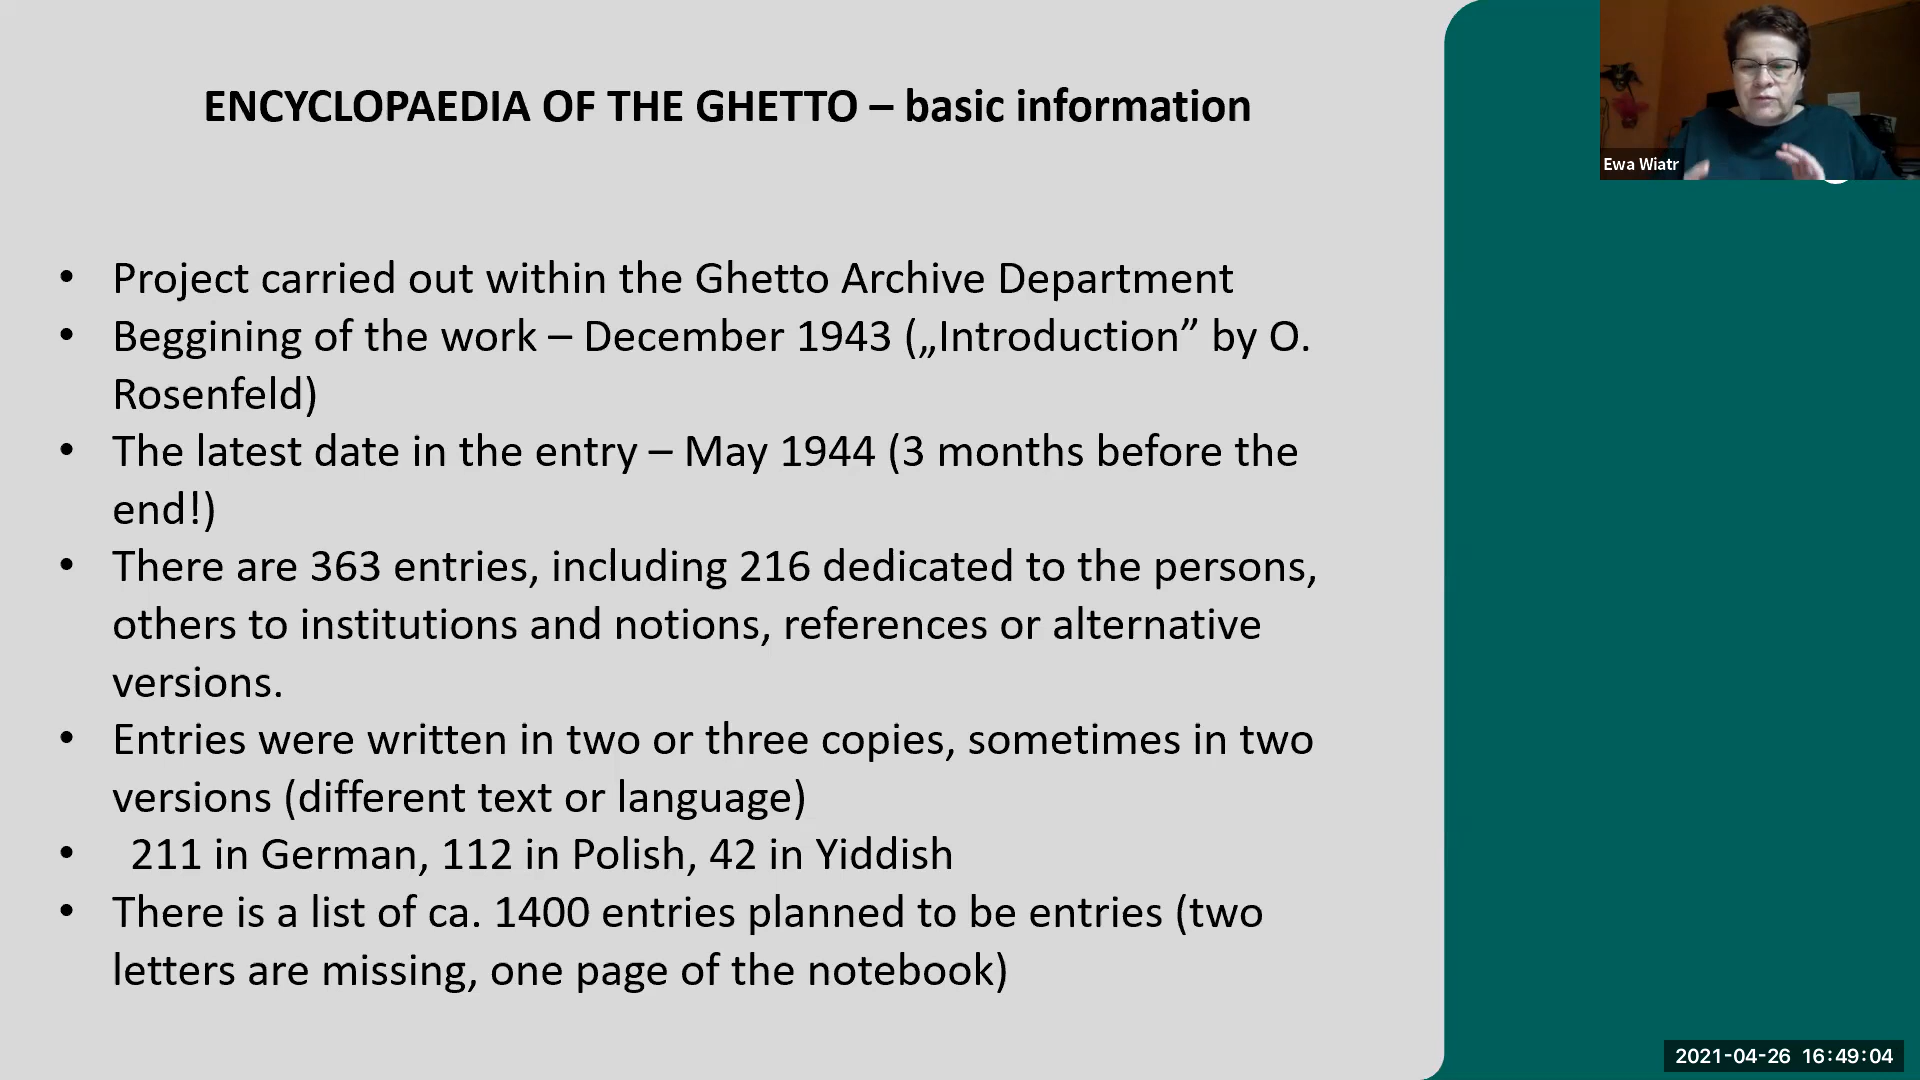 ENCYCLOPAEDIA OF THE GHETTO – basic information
Ewa Wiatr
• Project carried out within the Ghetto Archive Department
• Beggining of the work – December 1943 („Introduction” by O.
Rosenfeld)
• The latest date in the entry – May 1944 (3 months before the
end!)
• There are 363 entries, including 216 dedicated to the persons,
others to institutions and notions, references or alternative
versions.
• Entries were written in two or three copies, sometimes in two
versions (different text or language)
• 211 in German, 112 in Polish, 42 in Yiddish
• There is a list of ca. 1400 entries planned to be entries (two
letters are missing, one page of the notebook)
2021-04-26 16:49:04